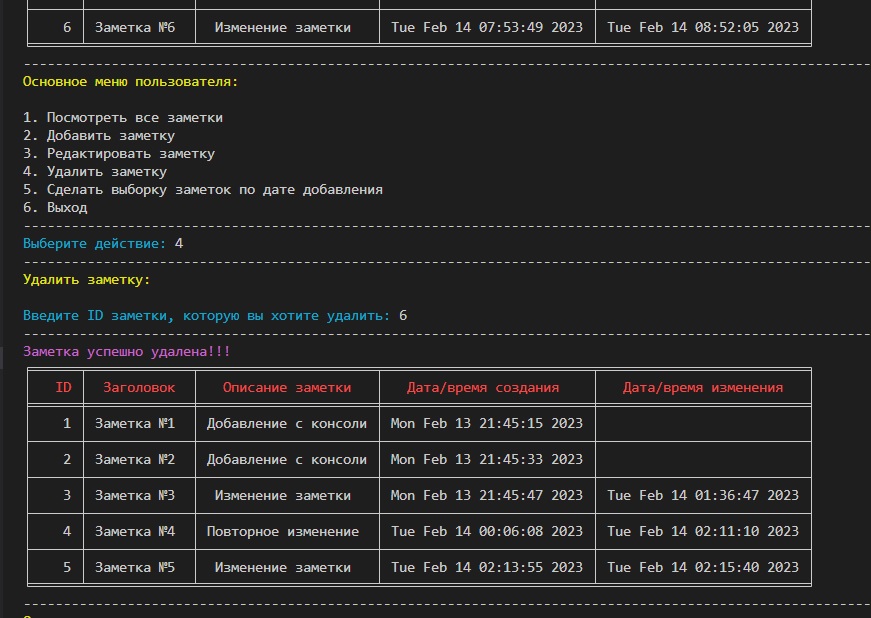 6 Заметка №6 Изменение заметки Tue Feb 14 07:53:49 2023 Tue Feb 14 08:52:05 2023
Основное меню пользователя:
1. Посмотреть все заметки
2. Добавить заметку
3. Редактировать заметку
4. Удалить заметку
5. Сделать выборку заметок по дате добавления
6. Выход
Выберите действие: 4
Удалить заметку:
Введите ID заметки, которую вы хотите удалить: 6
Заметка успешно удалена!!!
ID Заголовок Описание заметки Дата/время создания Дата/время изменения
1 Заметка №1 Добавление с консоли Mon Feb 13 21:45:15 2023
2 Заметка №2 Добавление с консоли Mon Feb 13 21:45:33 2023
3 Заметка №3 Изменение заметки Mon Feb 13 21:45:47 2023 Tue Feb 14 01:36:47 2023
4 Заметка №4 Повторное изменение Tue Feb 14 00:06:08 2023 Tue Feb 14 02:11:10 2023
5 Заметка №5 Изменение заметки Tue Feb 14 02:13:55 2023 Tue Feb 14 02:15:40 2023